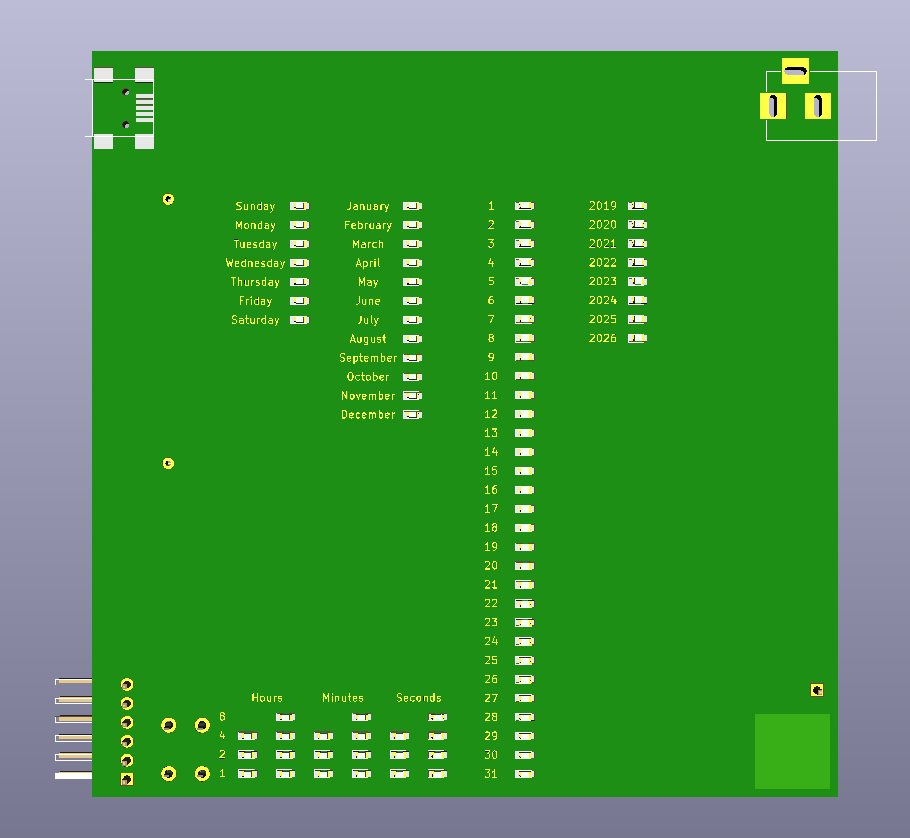 Sunday January 1 2019
Monday February 2 2020
Tuesday March 3 2021
Wednesday April 4 2022
Thursday May 5 2023
Friday June 6 2024
Saturday July 7 2025
August 8 2026
September 9
October 10
November 11
December 12
13
14
15
16
17
18
19
20
21
22
23
24
25
26
Hours Minutes Seconds 27
8 28
4 29
2 30
1 31